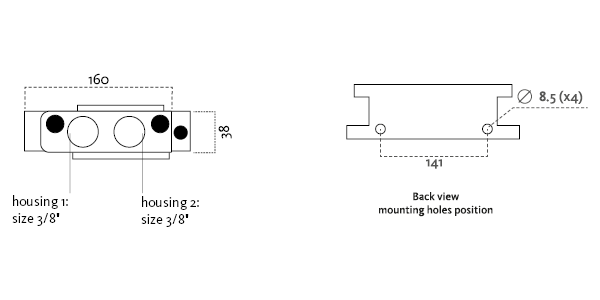 160
38
housing 1:
size 3/8"
housing 2:
size 3/8"
8.5 (x4)
141
Back view
mounting holes position